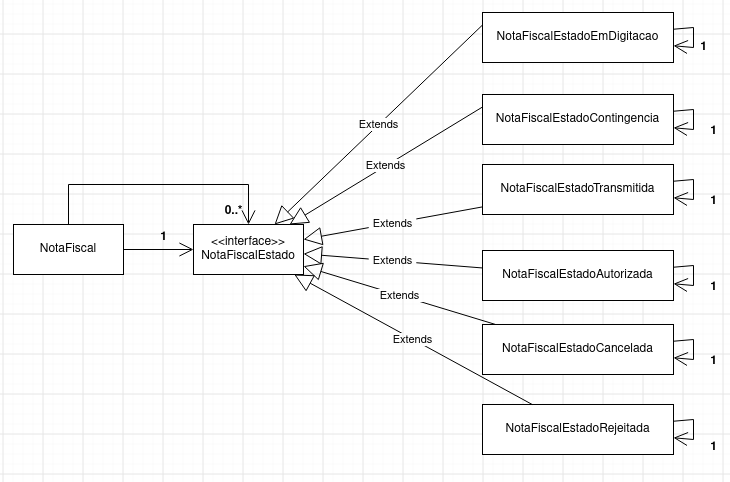 NotaFiscalEstadoEmDigitacao
1
Extends
NotaFiscalEstadoContingencia
1
Extends
NotaFiscalEstadoTransmitida
1
0..*
Extends
NotaFiscal
1
<<interface>>
NotaFiscalEstado
Extends
NotaFiscalEstadoAutorizada
1
Extends
NotaFiscalEstadoCancelada
1
Extends
NotaFiscalEstadoRejeitada
1